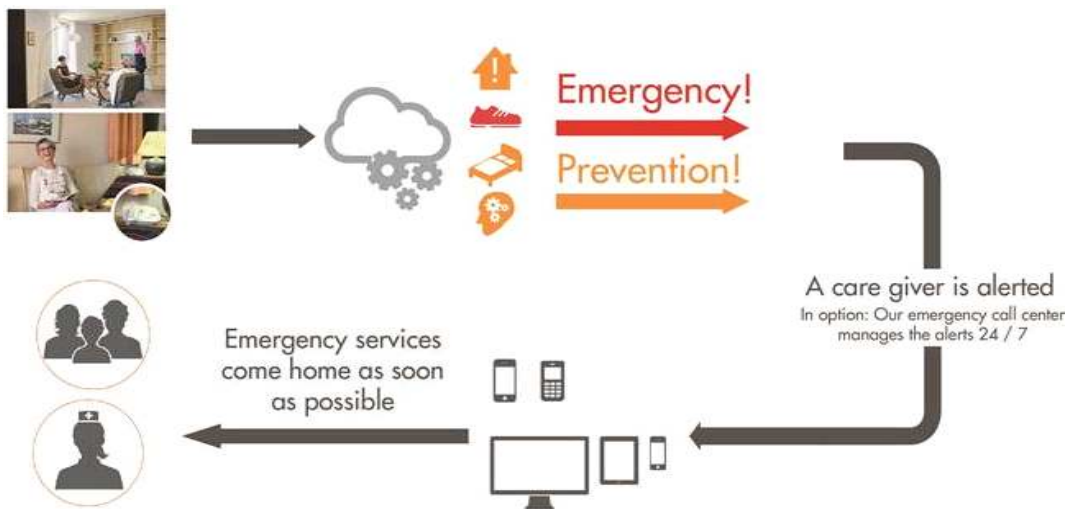 Emergency!
Prevention!
A care giver is alerted
In option: Our emergency call center
manages the alerts 24 / 7
Emergency services
come home as soon
as possible